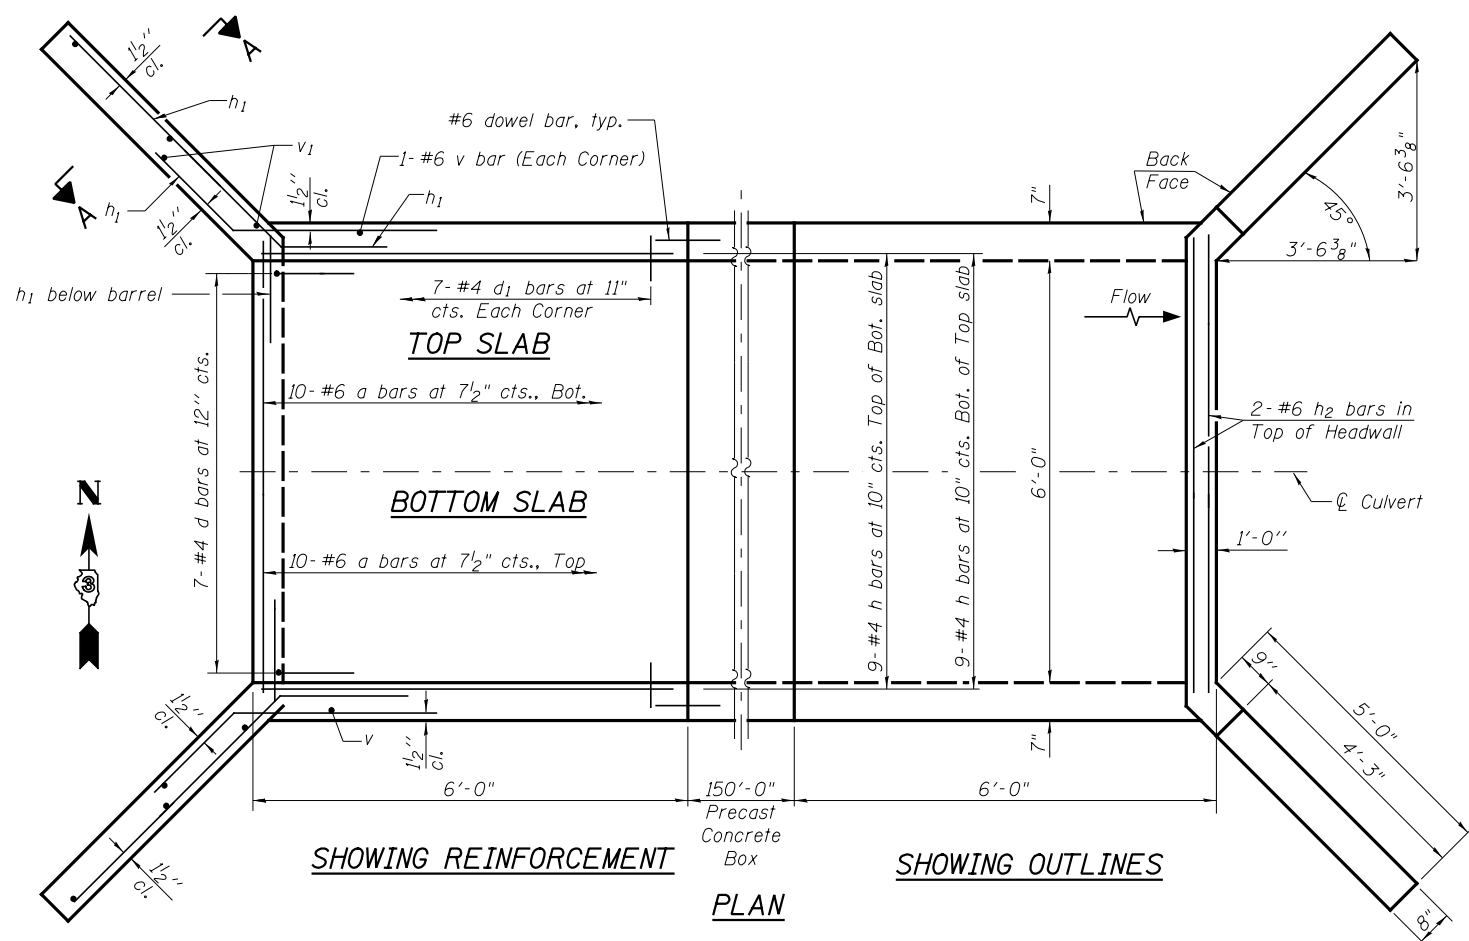 1½" cl.
A
h1
#6 dowel bar, typ.
v1
1- #6 v bar (Each Corner)
1½" cl.
h1
A
h1
1½" cl.
7"
Back
Face
45°
3'-6⅜"
3'-6⅜"
h1 below barrel
7- #4 d1 bars at 11"
cts. Each Corner
TOP SLAB
Flow
10- #6 a bars at 7½" cts., Bot.
7- #4 d bars at 12" cts.
9- #4 h bars at 10" cts. Top of Bot. slab
9- #4 h bars at 10" cts. Bot. of Top slab
6'-0"
2- #6 h2 bars in
Top of Headwall
N
3
BOTTOM SLAB
℄ Culvert
10- #6 a bars at 7½" cts., Top
1'-0"
1½" cl.
v
1½" cl.
7"
9"
5'-0"
4'-3"
8"
6'-0"
150'-0"
Precast
Concrete
Box
6'-0"
1½" cl.
SHOWING REINFORCEMENT
SHOWING OUTLINES
PLAN